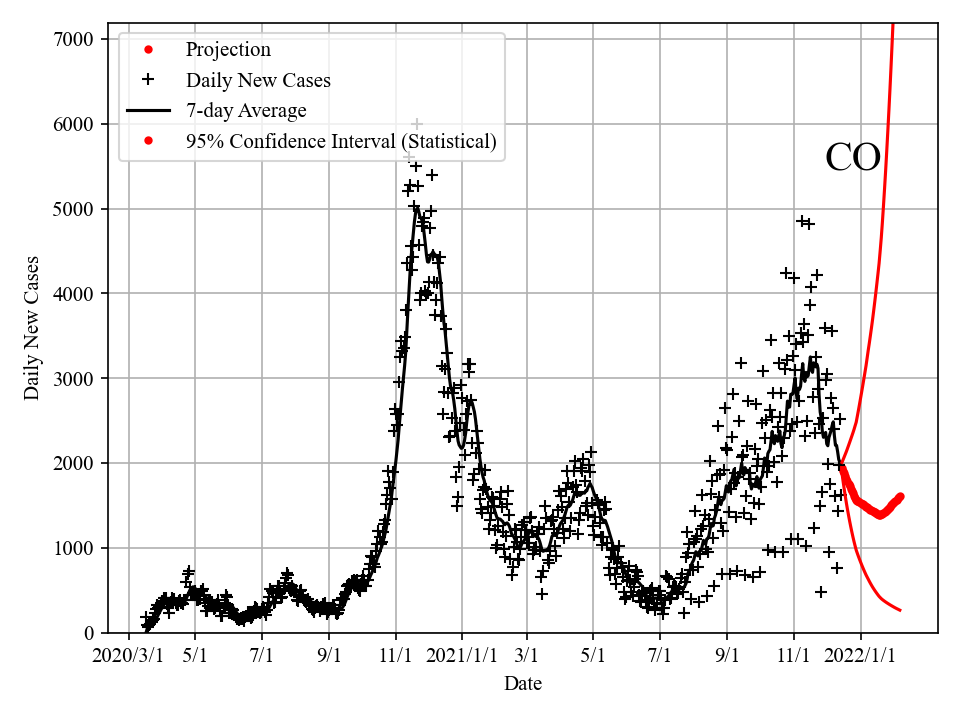 7000
6000
5000
4000
3000
2000
1000
0
Daily New Cases
Projection
Daily New Cases
7-day Average
95% Confidence Interval (Statistical)
CO
2020/3/1 5/1 7/1 9/1 11/1 2021/1/1 3/1 5/1 7/1 9/1 11/1 2022/1/1
Date